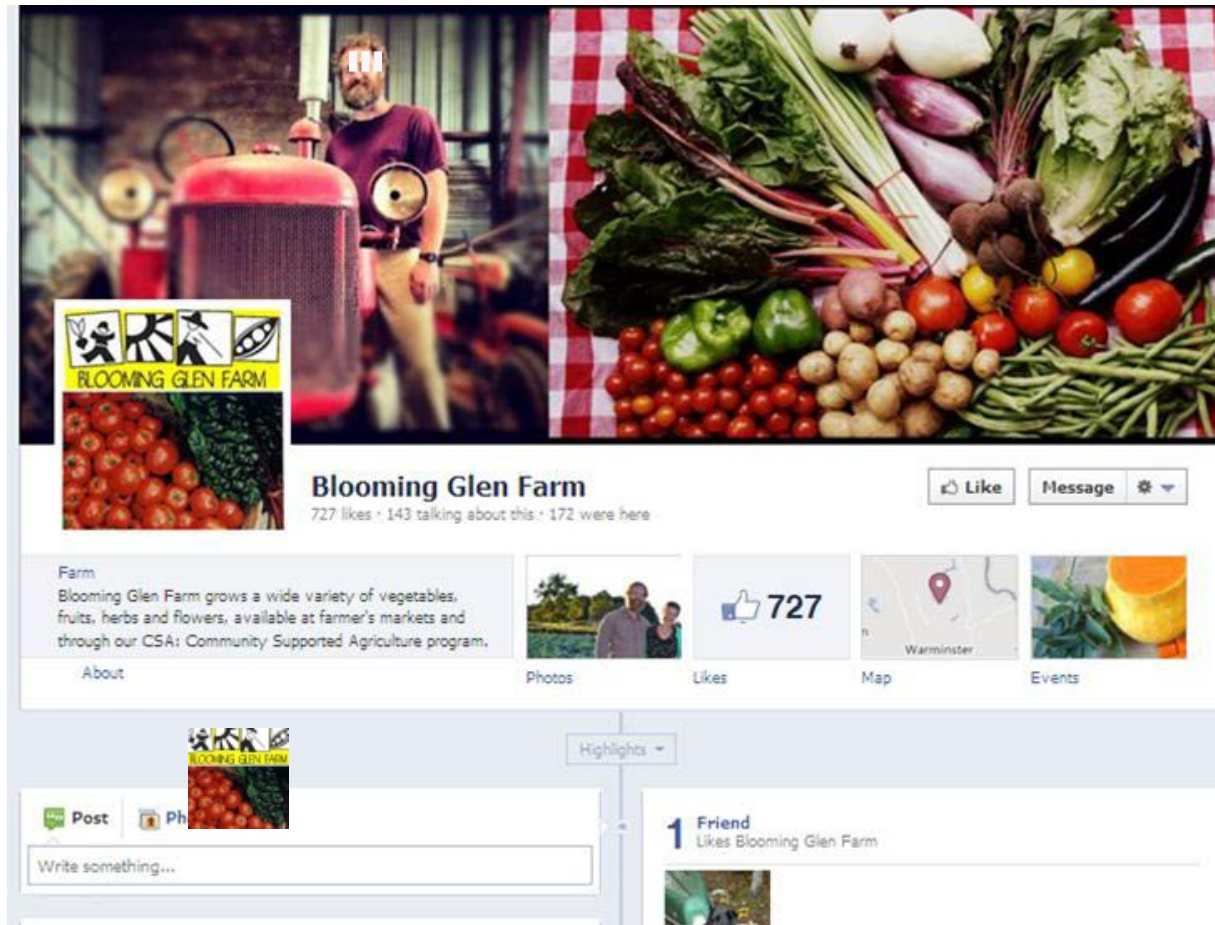 BLOOMING GLEN FARM
Blooming Glen Farm
727 likes · 143 talking about this · 172 were here
Like
Message
Farm
Blooming Glen Farm grows a wide variety of vegetables,
fruits, herbs and flowers, available at farmer's markets and
through our CSA: Community Supported Agriculture program.
About
727
Warminster
Photos
Likes
Map
Events
Highlights
BLOOMING GLEN FARM
Post
Ph
1 Friend
Likes Blooming Glen Farm
Write something...